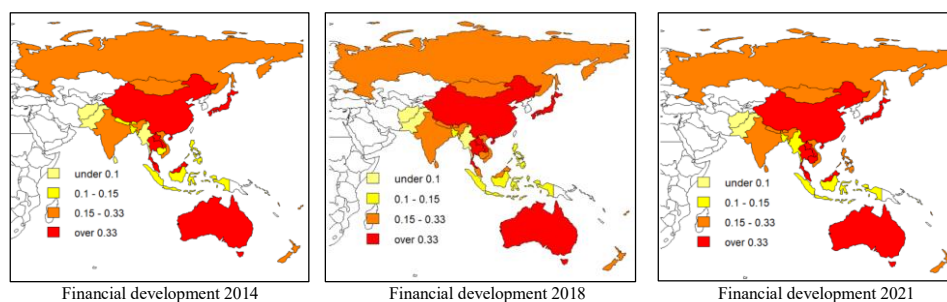 under 0.1
0.1 - 0.15
0.15 - 0.33
over 0.33
Financial development 2014
under 0.1
0.1 - 0.15
0.15 - 0.33
over 0.33
Financial development 2018
under 0.1
0.1 - 0.15
0.15 - 0.33
over 0.33
Financial development 2021